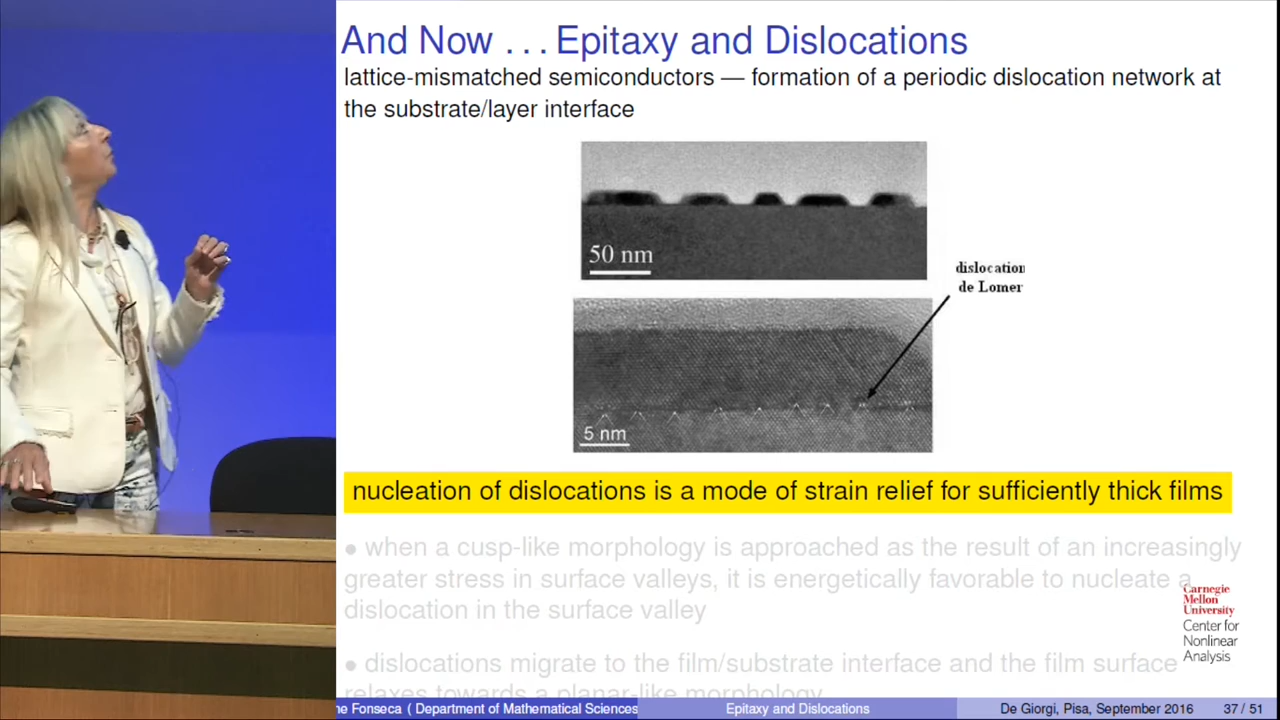 And Now . . . Epitaxy and Dislocations
lattice-mismatched semiconductors — formation of a periodic dislocation network at
the substrate/layer interface
50 nm
dislocation
de Lomer
5 nm
nucleation of dislocations is a mode of strain relief for sufficiently thick films
• when a cusp-like morphology is approached as the result of an increasingly
greater stress in surface valleys, it is energetically favorable to nucleate a
dislocation in the surface valley
• dislocations migrate to the film/substrate interface and the film surface
relaxes towards a planar-like morphology
Carnegie
Mellon
University
Center for
Nonlinear
Analysis
ne Fonseca ( Department of Mathematical Sciences
Epitaxy and Dislocations
De Giorgi, Pisa, September 2016
37 / 51